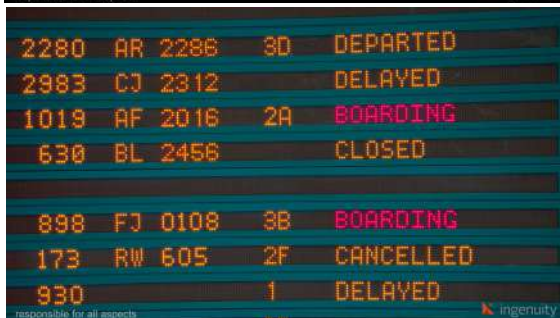 2280 AR 2286 3D DEPARTED
2983 CJ 2312 DELAYED
1019 AF 2016 2A BOARDING
630 BL 2456 CLOSED
898 FJ 0108 3B BOARDING
173 RW 605 2F CANCELLED
930 1 DELAYED
responsible for all aspects
ingenuity